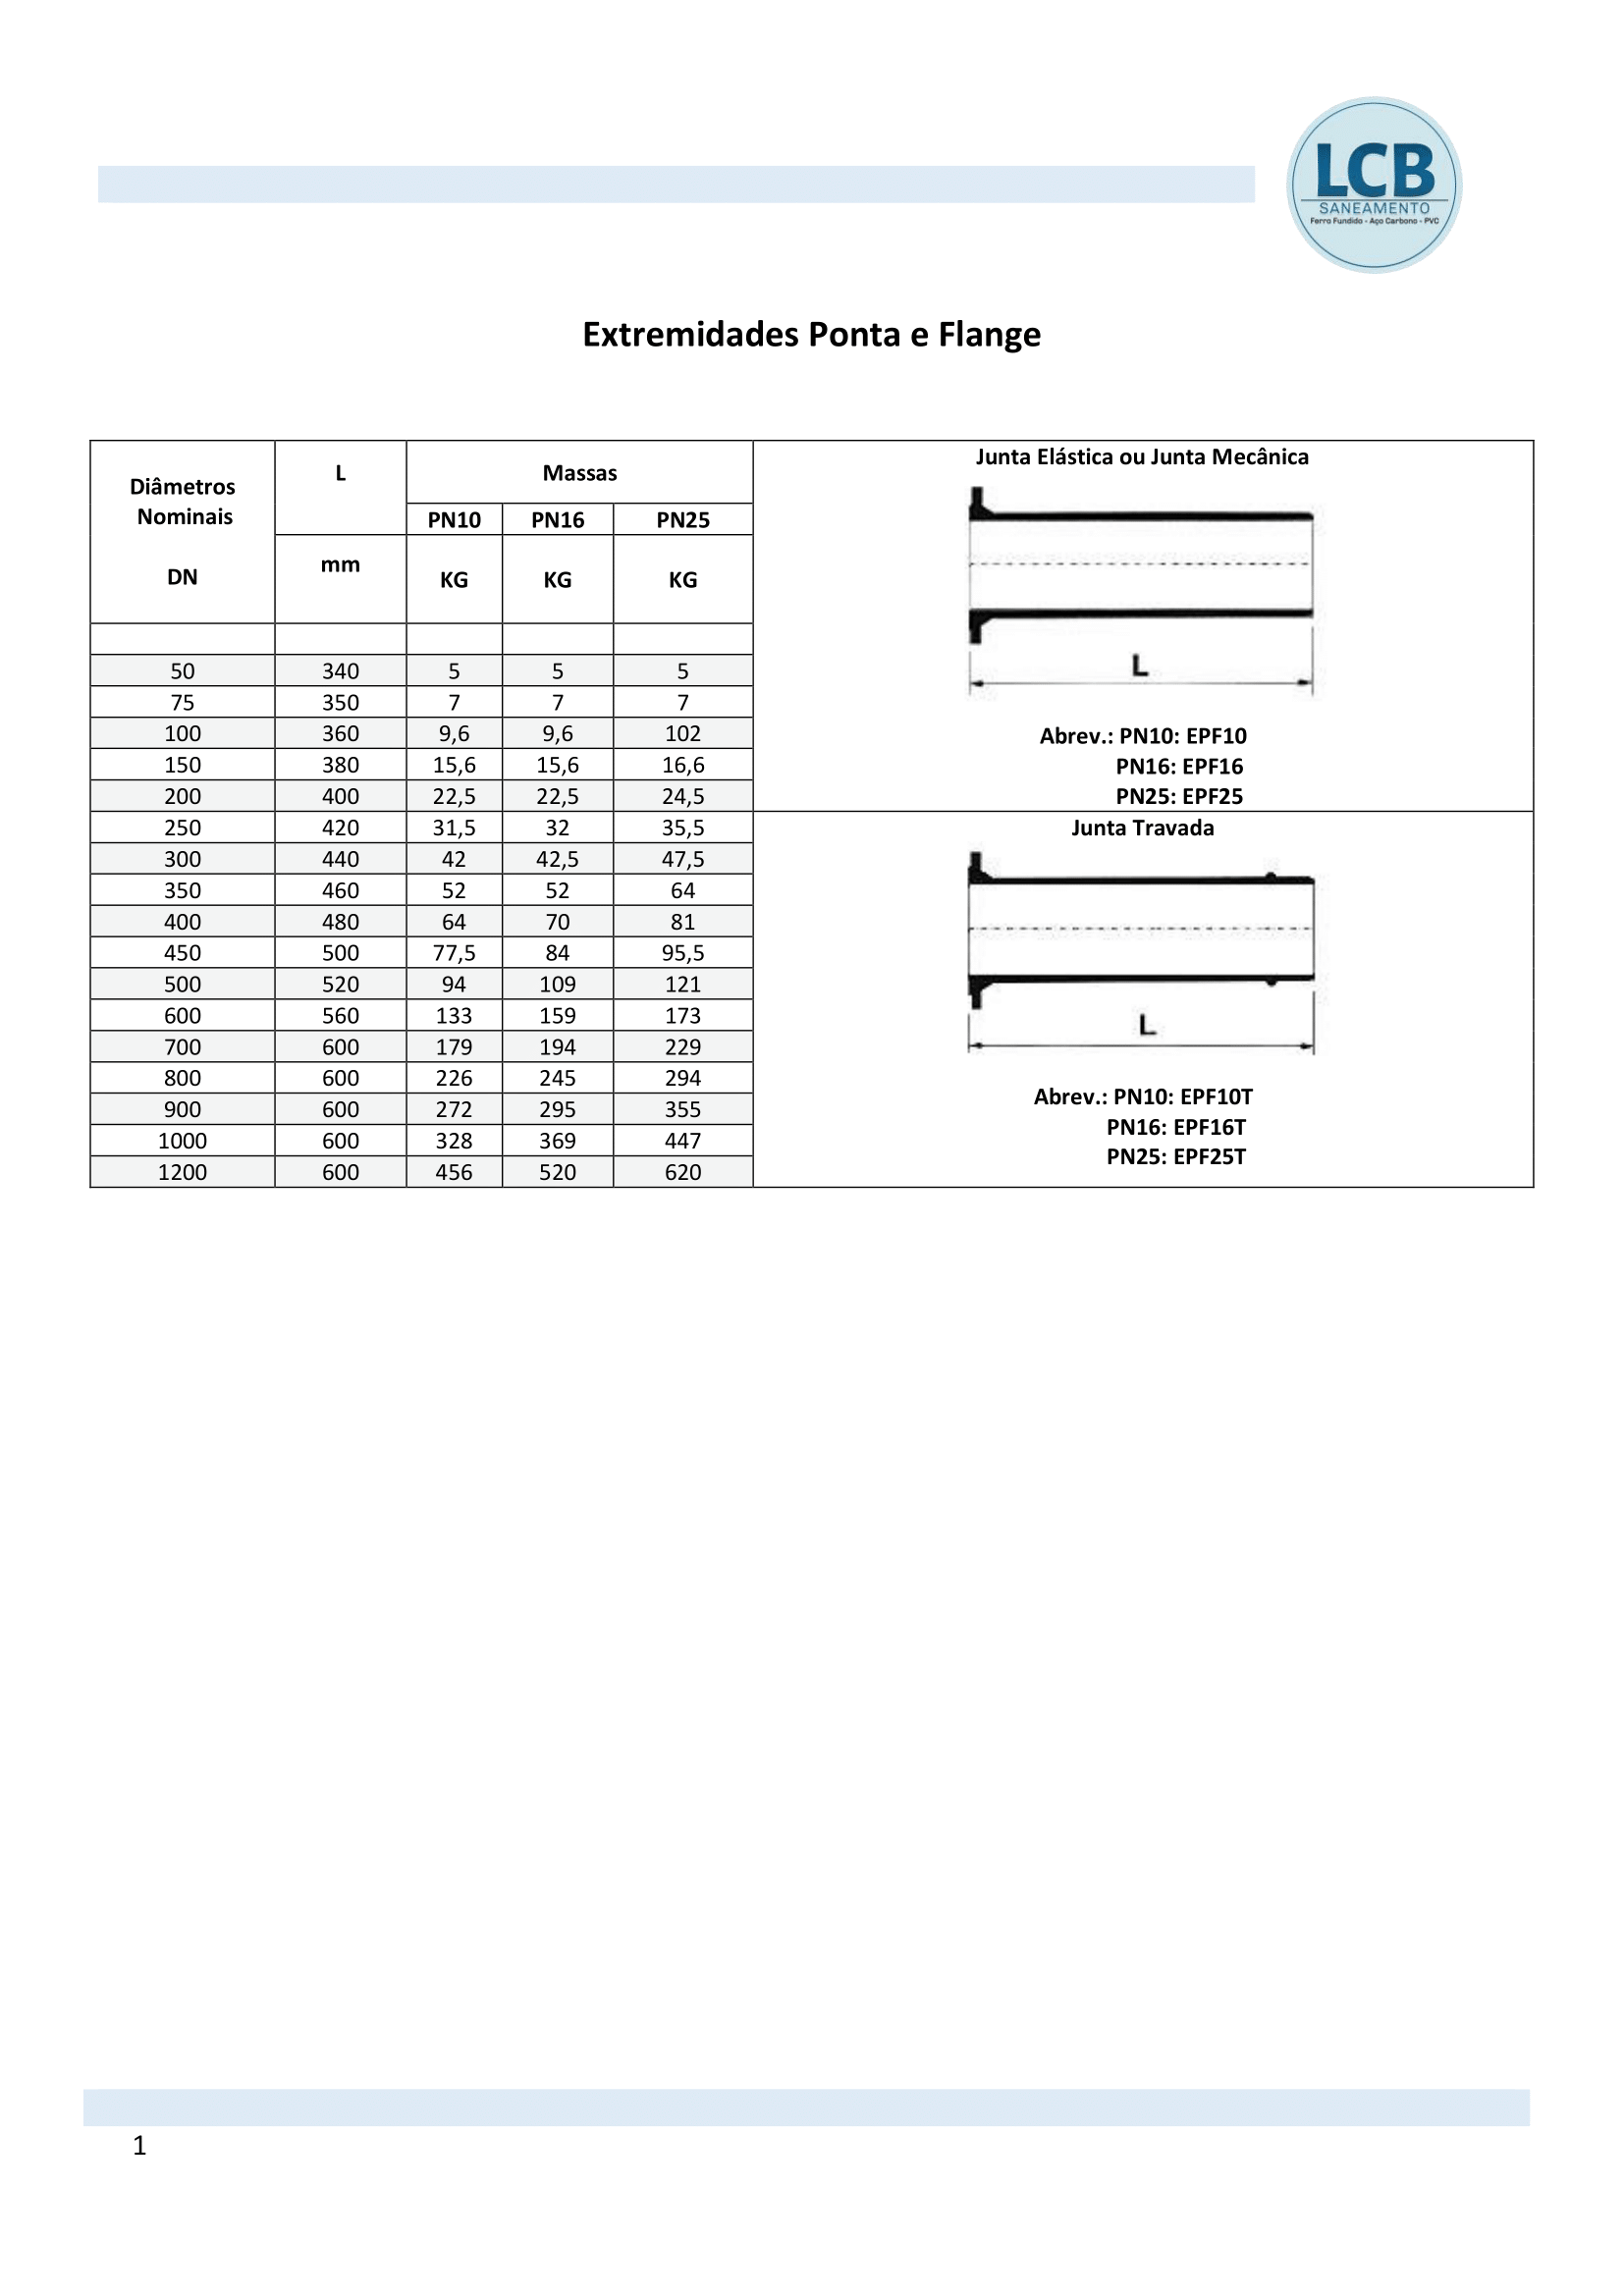 LCB
SANEAMENTO
Ferro Fundido - Aço Carbono - PVC
Extremidades Ponta e Flange
Diâmetros
Nominais
DN
L
mm
Massas
PN10 PN16 PN25
KG KG KG
50 340 5 5 5
75 350 7 7 7
100 360 9,6 9,6 102
150 380 15,6 15,6 16,6
200 400 22,5 22,5 24,5
250 420 31,5 32 35,5
300 440 42 42,5 47,5
350 460 52 52 64
400 480 64 70 81
450 500 77,5 84 95,5
500 520 94 109 121
600 560 133 159 173
700 600 179 194 229
800 600 226 245 294
900 600 272 295 355
1000 600 328 369 447
1200 600 456 520 620
Junta Elástica ou Junta Mecânica
L
Abrev.: PN10: EPF10
PN16: EPF16
PN25: EPF25
Junta Travada
L
Abrev.: PN10: EPF10T
PN16: EPF16T
PN25: EPF25T
1